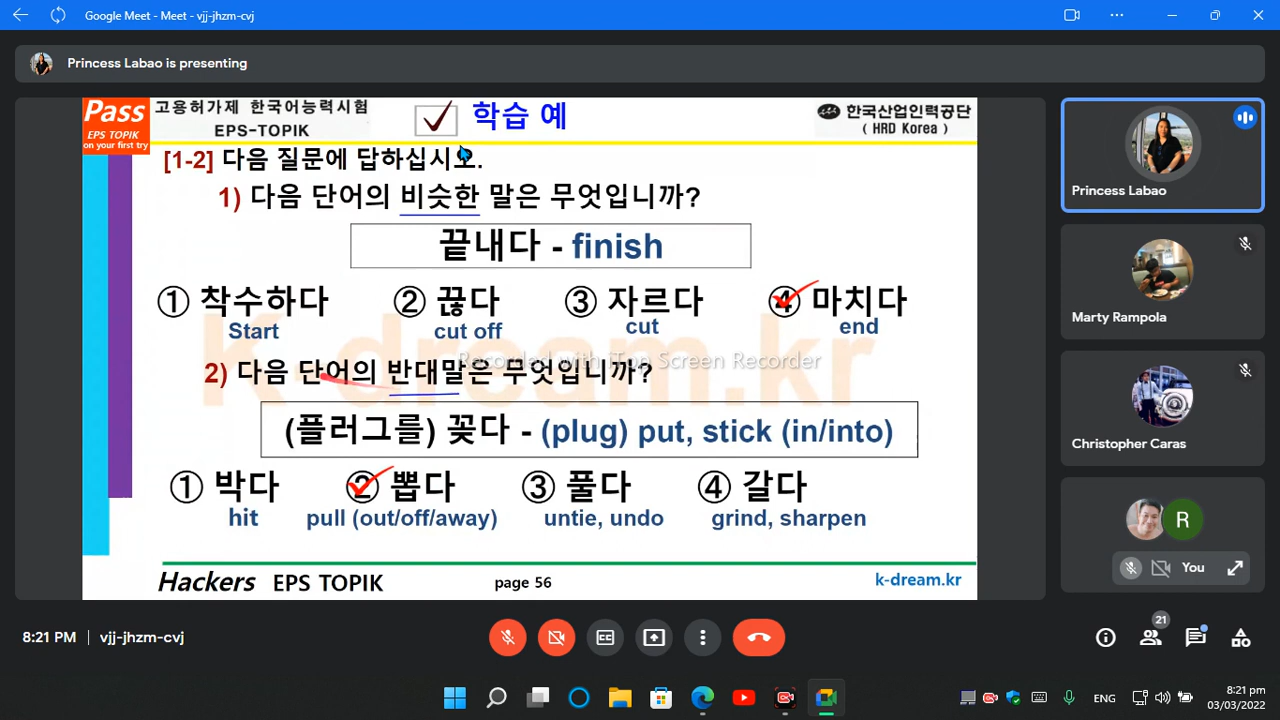 Google Meet - Meet - vjj-jhzm-cvj
Princess Labao is presenting
Pass
EPS TOPIK
on your first try
고용허가제 한국어능력시험
EPS-TOPIK
학습 예
한국산업인력공단
( HRD Korea )
[1-2] 다음 질문에 답하십시오.
1) 다음 단어의 비슷한 말은 무엇입니까?
끝내다 - finish
① 착수하다 ② 끊다 ③ 자르다 ④ 마치다
Start cut off cut end
K-dream.kr
Recorded with iTop Screen Recorder
2) 다음 단어의 반대말은 무엇입니까?
(플러그를) 꽂다 - (plug) put, stick (in/into)
① 박다 ② 뽑다 ③ 풀다 ④ 갈다
hit pull (out/off/away) untie, undo grind, sharpen
Hackers EPS TOPIK page 56 k-dream.kr
Princess Labao
Marty Rampola
Christopher Caras
R
You
8:21 PM vjj-jhzm-cvj
21
ENG
8:21 pm
03/03/2022